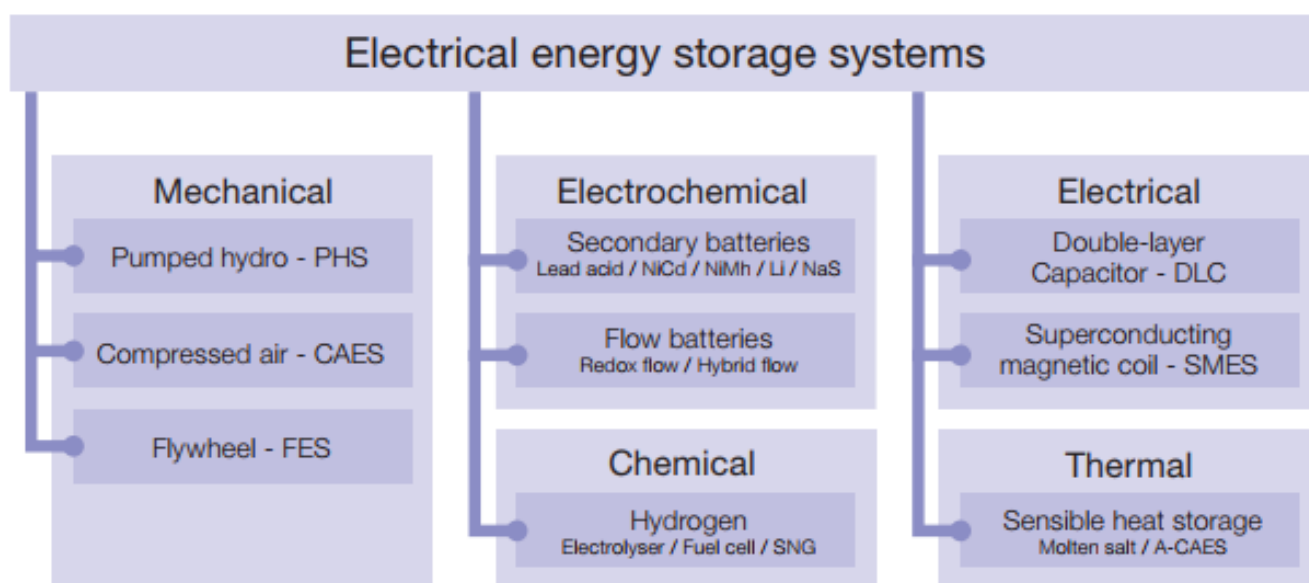 Electrical energy storage systems
Mechanical
Pumped hydro - PHS
Compressed air - CAES
Flywheel - FES
Electrochemical
Secondary batteries
Lead acid / NiCd / NiMh / Li / NaS
Flow batteries
Redox flow / Hybrid flow
Chemical
Hydrogen
Electrolyser / Fuel cell / SNG
Electrical
Double-layer
Capacitor - DLC
Superconducting
magnetic coil - SMES
Thermal
Sensible heat storage
Molten salt / A-CAES